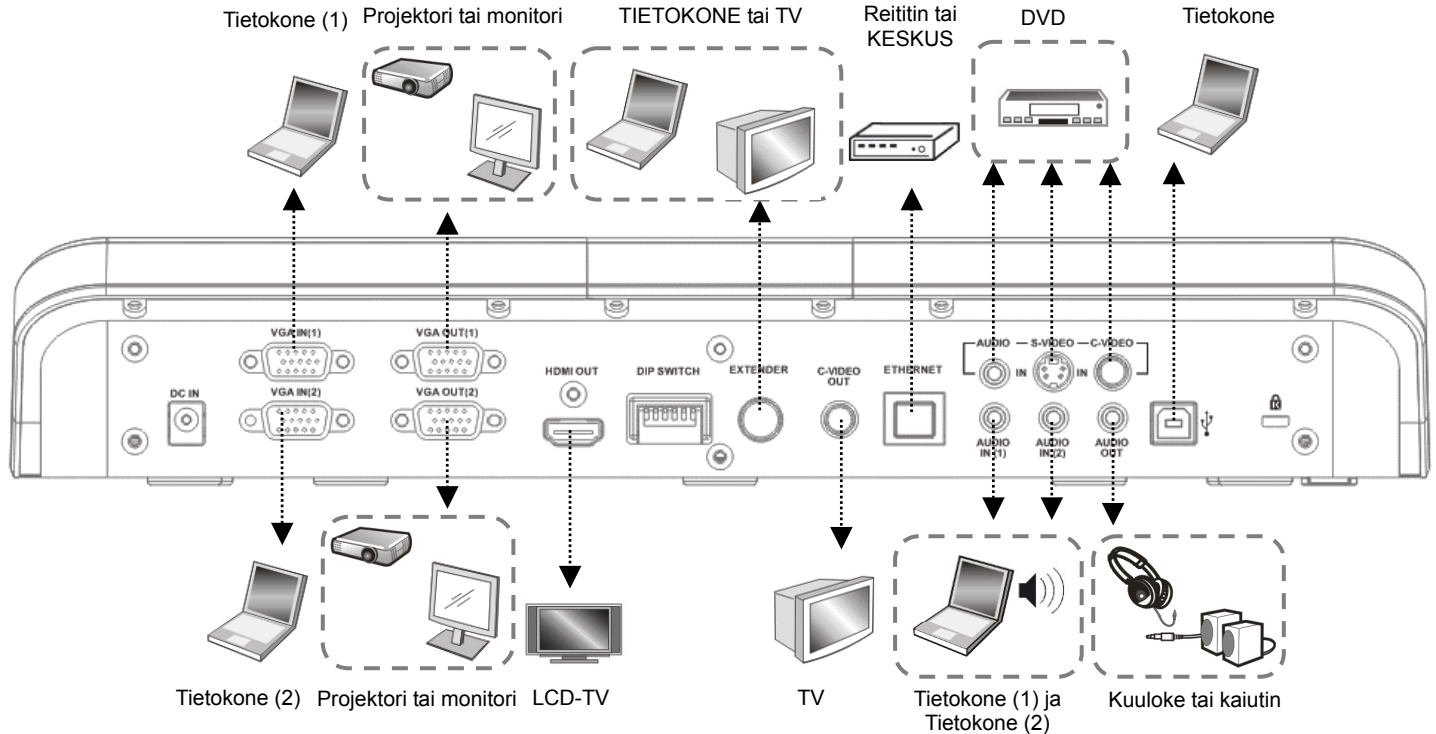 Tietokone (1)
Projektori tai monitori
TIETOKONE tai TV
Reititin tai
KESKUS
DVD
Tietokone
VGA IN(1)
VGA OUT(1)
AUDIO
S-VIDEO
C-VIDEO
IN
IN
DC IN
VGA IN(2)
VGA OUT(2)
HDMI OUT
DIP SWITCH
EXTENDER
C-VIDEO
OUT
ETHERNET
AUDIO
IN(1)
AUDIO
IN(2)
AUDIO
OUT
K
Tietokone (2)
Projektori tai monitori
LCD-TV
TV
Tietokone (1) ja
Tietokone (2)
Kuuloke tai kaiutin